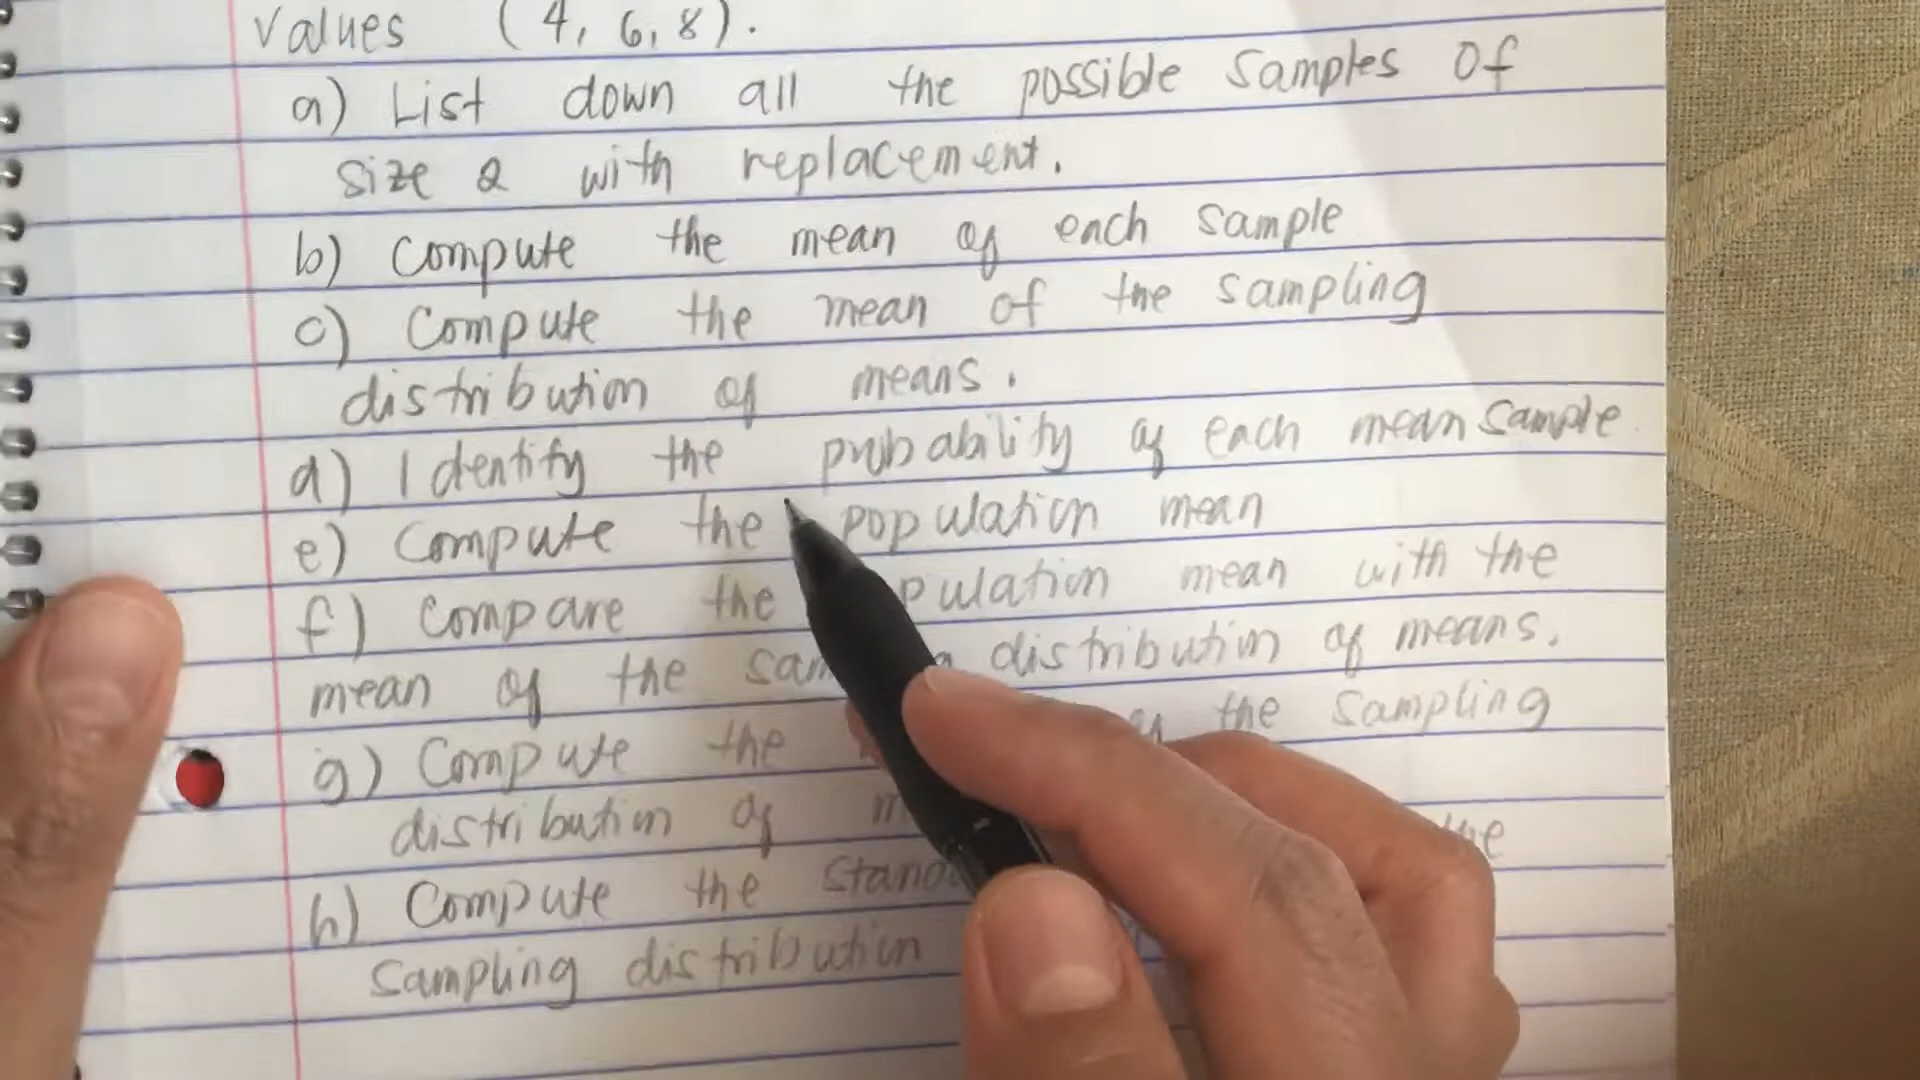 values (4, 6, 8).
a) List down all the possible samples of
size 2 with replacement.
b) Compute the mean of each sample
c) Compute the mean of the sampling
distribution of means.
d) Identify the probability of each mean sample
e) Compute the population mean
f) Compare the mean with the
mean of the distribution of means.
g) Compute the the sampling
distribution of the
h) Compute the
sampling distribution